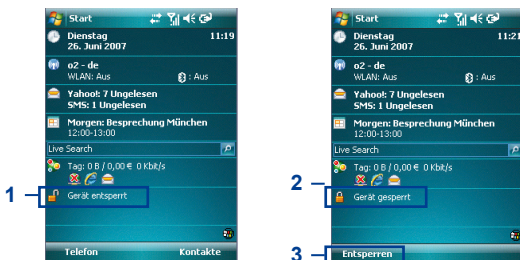 Start
Dienstag 11:19
26. Juni 2007
o2 - de
WLAN: Aus : Aus
Yahoo!: 7 Ungelesen
SMS: 1 Ungelesen
Morgen: Besprechung München
12:00-13:00
Live Search
Tag: 0 B / 0,00 € 0 Kbit/s
1
Gerät entsperrt
Telefon Kontakte
Start
Dienstag 11:21
26. Juni 2007
o2 - de
WLAN: Aus : Aus
Yahoo!: 7 Ungelesen
SMS: 1 Ungelesen
Morgen: Besprechung München
12:00-13:00
Live Search
Tag: 0 B / 0,00 € 0 Kbit/s
2
Gerät gesperrt
3
Entsperren